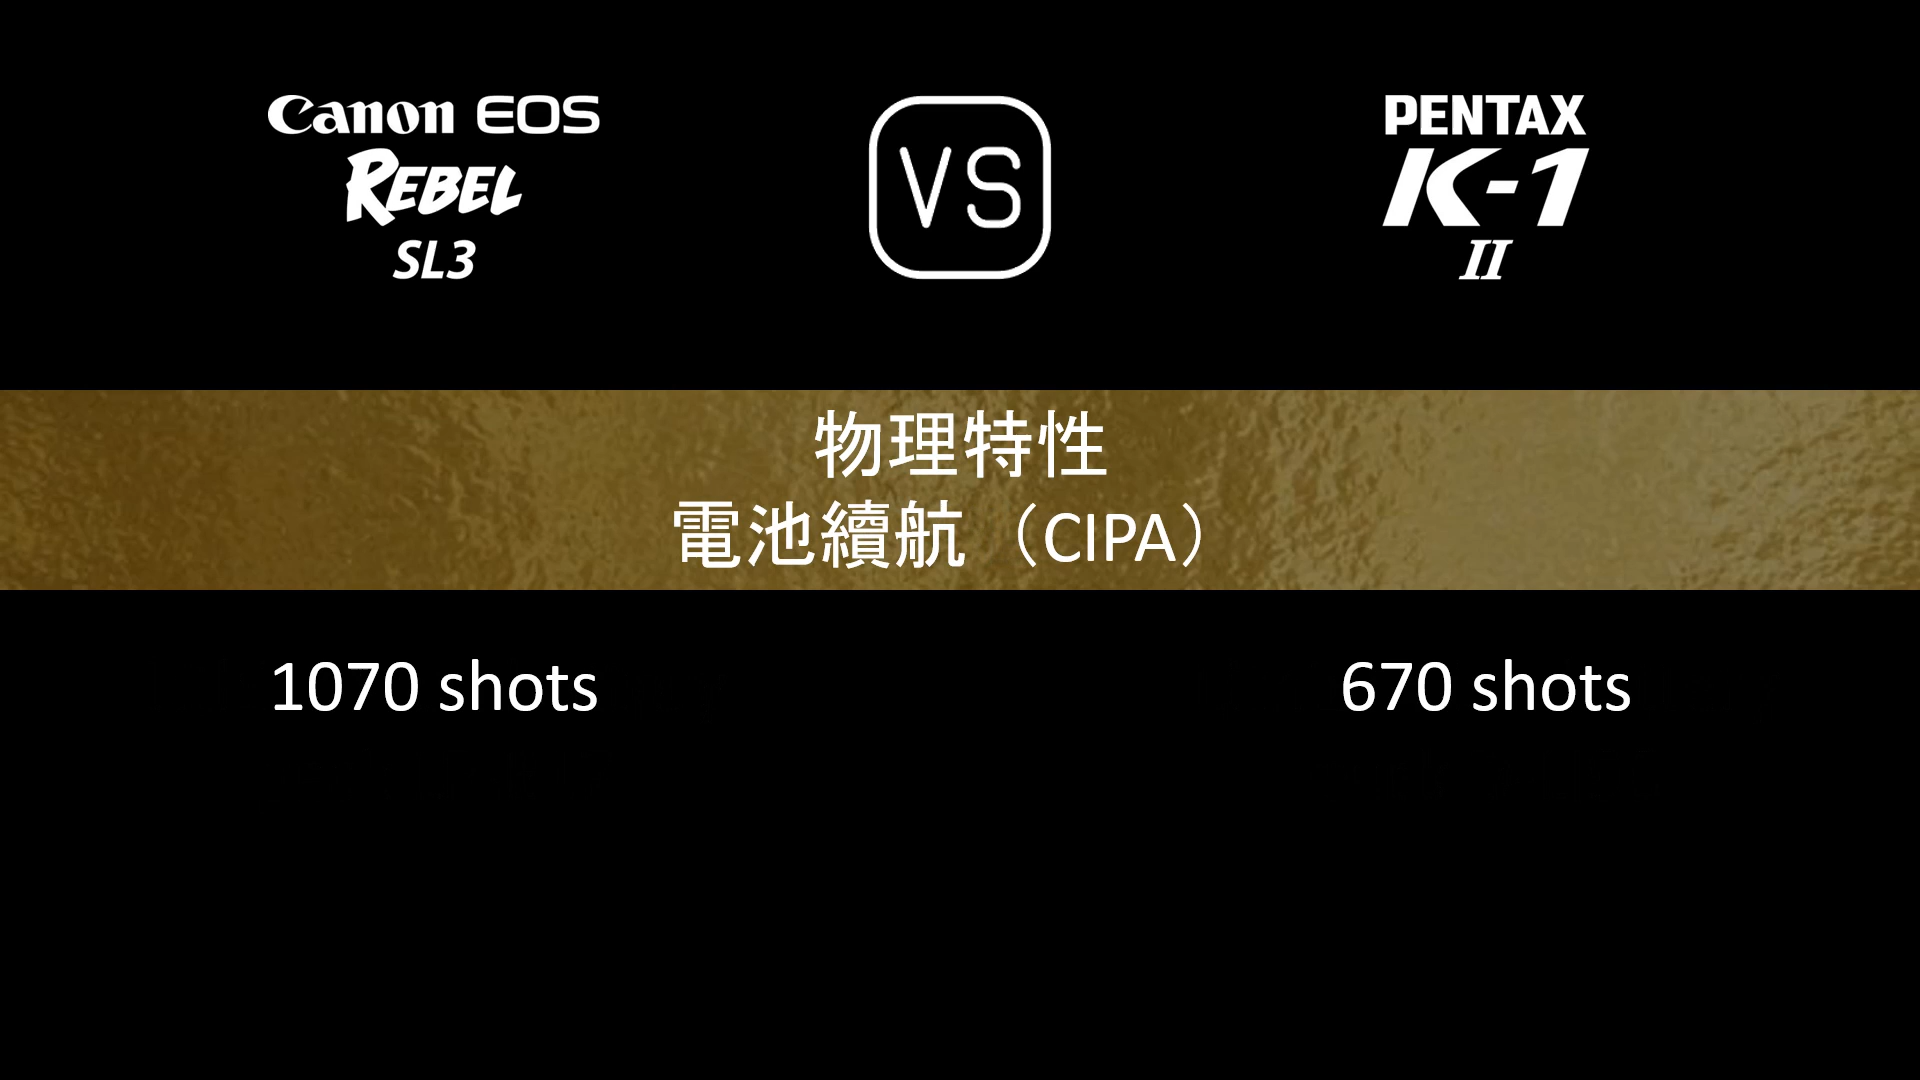 Canon EOS
REBEL
SL3
VS
PENTAX
K-1
II
物理特性
電池續航（CIPA）
1070 shots
670 shots